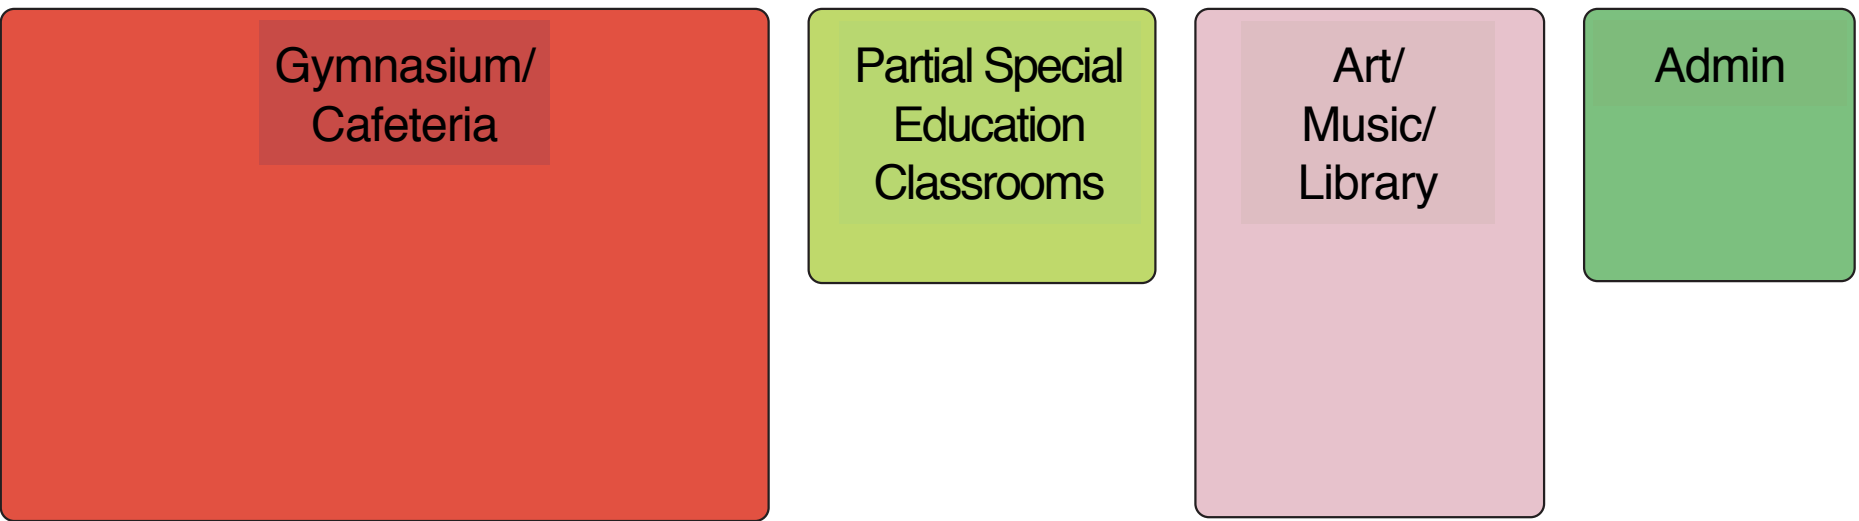 Gymnasium/
Cafeteria
Partial Special
Education
Classrooms
Art/
Music/
Library
Admin